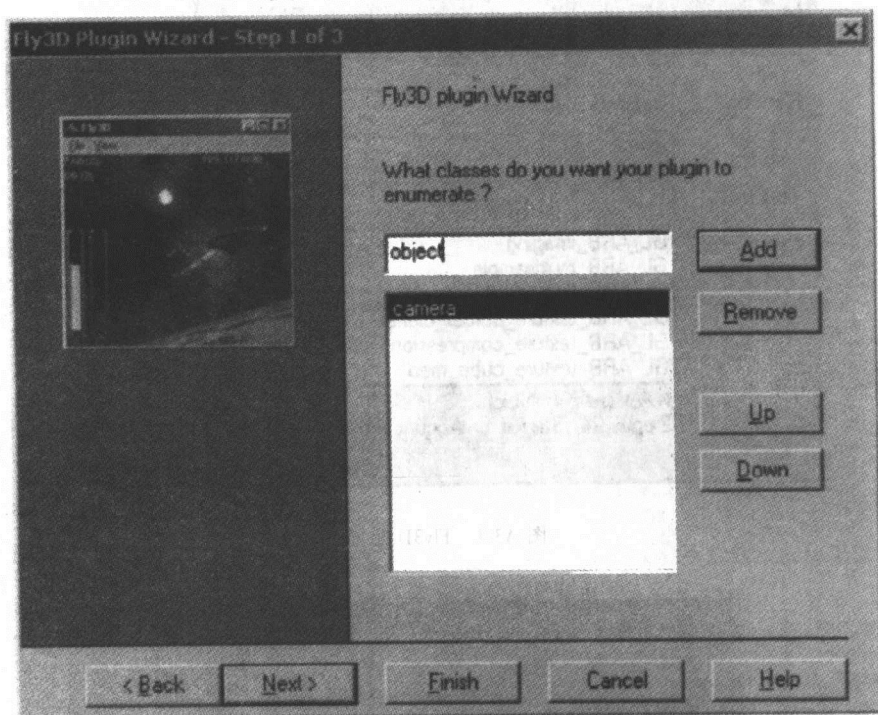 Fly3D Plugin Wizard - Step 1 of 3
Fly3D plugin Wizard
What classes do you want your plugin to
enumerate ?
object
Add
camera
Remove
Up
Down
< Back
Next >
Finish
Cancel
Help